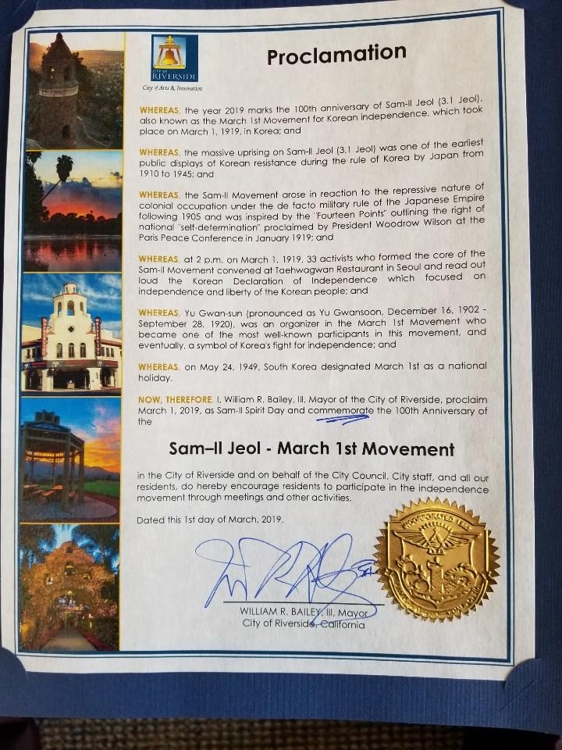 Proclamation
CITY OF
RIVERSIDE
City of Arts & Innovation
WHEREAS, the year 2019 marks the 100th anniversary of Sam-Il Jeol (3.1 Jeol),
also known as the March 1st Movement for Korean independence, which took
place on March 1, 1919, in Korea; and
WHEREAS, the massive uprising on Sam-Il Jeol (3.1 Jeol) was one of the earliest
public displays of Korean resistance during the rule of Korea by Japan from
1910 to 1945; and
WHEREAS, the Sam-Il Movement arose in reaction to the repressive nature of
colonial occupation under the de facto military rule of the Japanese Empire
following 1905 and was inspired by the "Fourteen Points" outlining the right of
national "self-determination" proclaimed by President Woodrow Wilson at the
Paris Peace Conference in January 1919; and
WHEREAS, at 2 p.m. on March 1, 1919, 33 activists who formed the core of the
Sam-Il Movement convened at Taehwagwan Restaurant in Seoul and read out
loud the Korean Declaration of Independence which focused on
independence and liberty of the Korean people; and
WHEREAS, Yu Gwan-sun (pronounced as Yu Gwansoon, December 16, 1902 -
September 28, 1920), was an organizer in the March 1st Movement who
became one of the most well-known participants in this movement, and
eventually, a symbol of Korea's fight for independence; and
WHEREAS, on May 24, 1949, South Korea designated March 1st as a national
holiday.
NOW, THEREFORE, I, William R. Bailey, III, Mayor of the City of Riverside, proclaim
March 1, 2019, as Sam-Il Spirit Day and commemorate the 100th Anniversary of
the
Sam–Il Jeol - March 1st Movement
in the City of Riverside and on behalf of the City Council, City staff, and all our
residents, do hereby encourage residents to participate in the independence
movement through meetings and other activities.
Dated this 1st day of March, 2019.
WILLIAM R. BAILEY, III, Mayor
City of Riverside, California